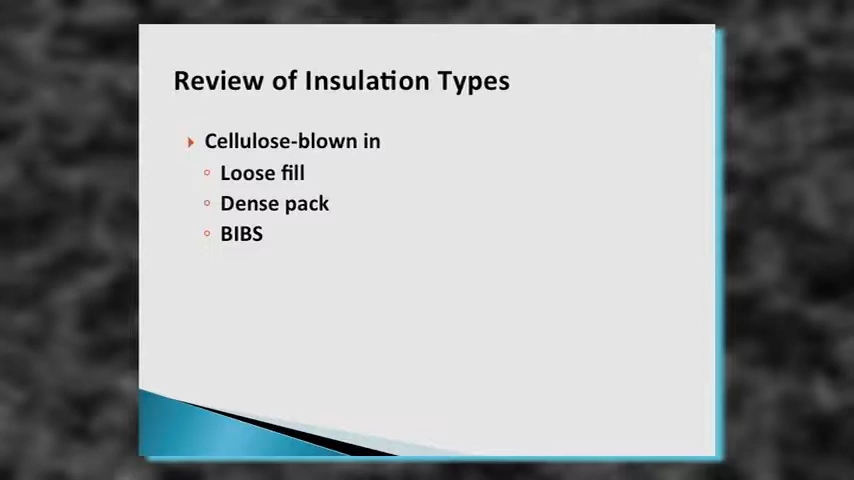 Review of Insulation Types
Cellulose-blown in
Loose fill
Dense pack
BIBS